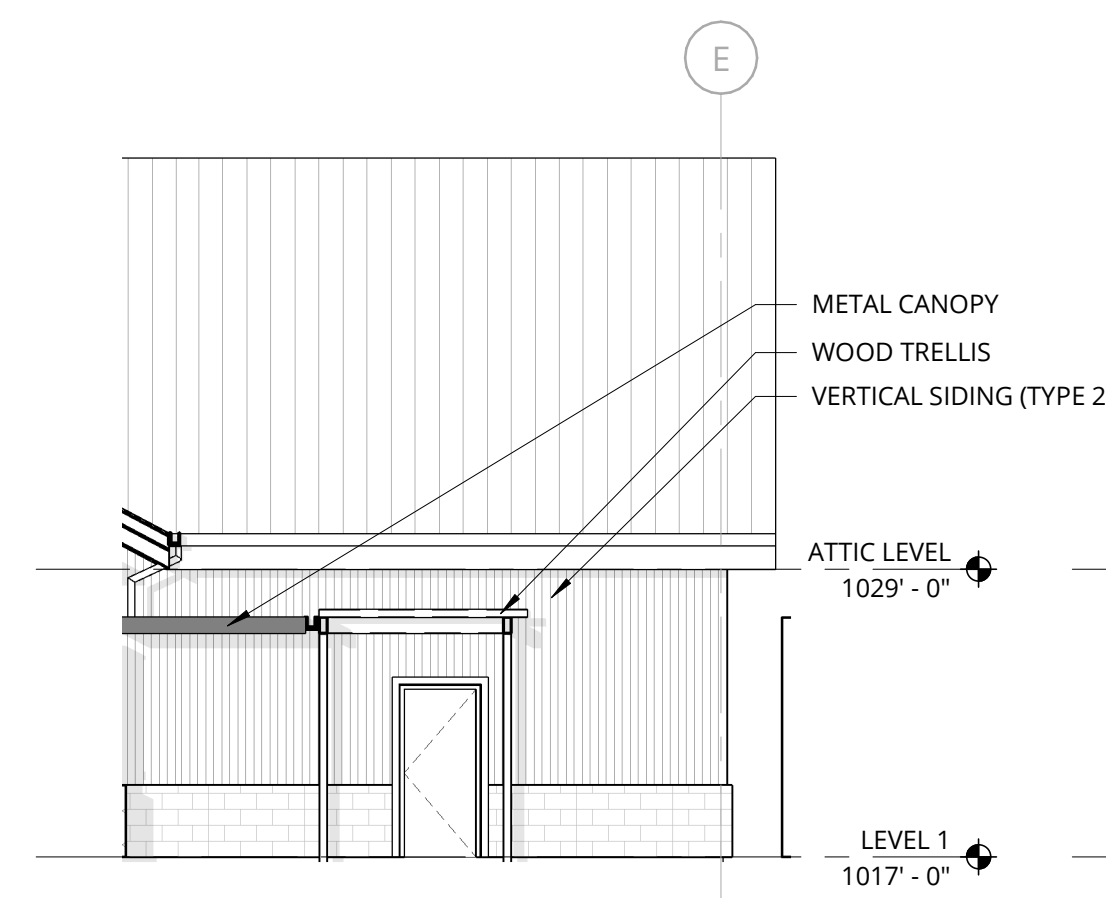 E
METAL CANOPY
WOOD TRELLIS
VERTICAL SIDING (TYPE 2
ATTIC LEVEL
1029' - 0"
LEVEL 1
1017' - 0"